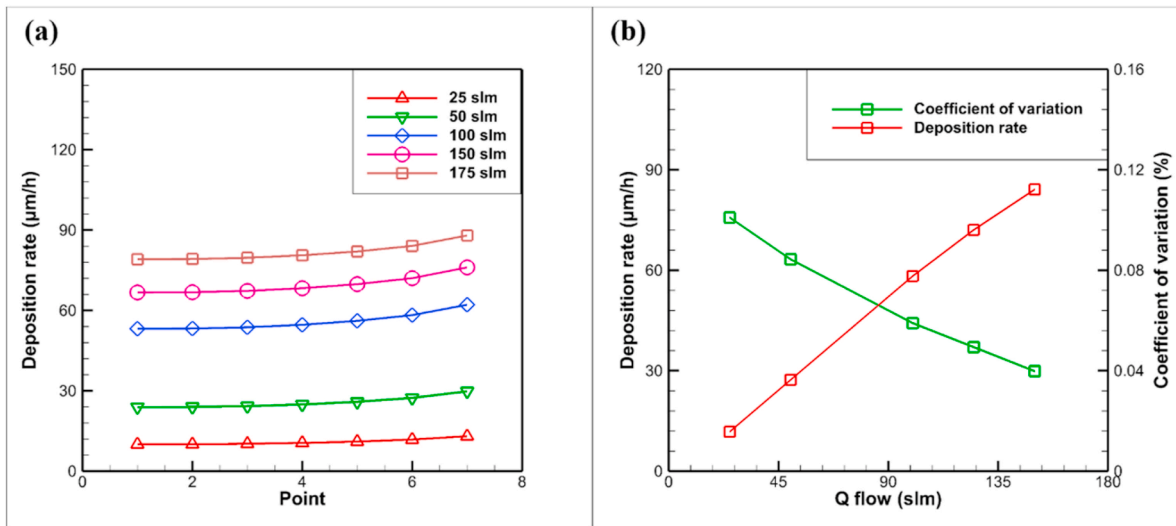 (a)
Deposition rate (μm/h)
150
120
90
60
30
0
0
2
4
6
8
Point
25 slm
50 slm
100 slm
150 slm
175 slm
(b)
Deposition rate (μm/h)
120
90
60
30
0
0
45
90
135
180
Q flow (slm)
Coefficient of variation
Deposition rate
0.16
0.12
0.08
0.04
0
Coefficient of variation (%)